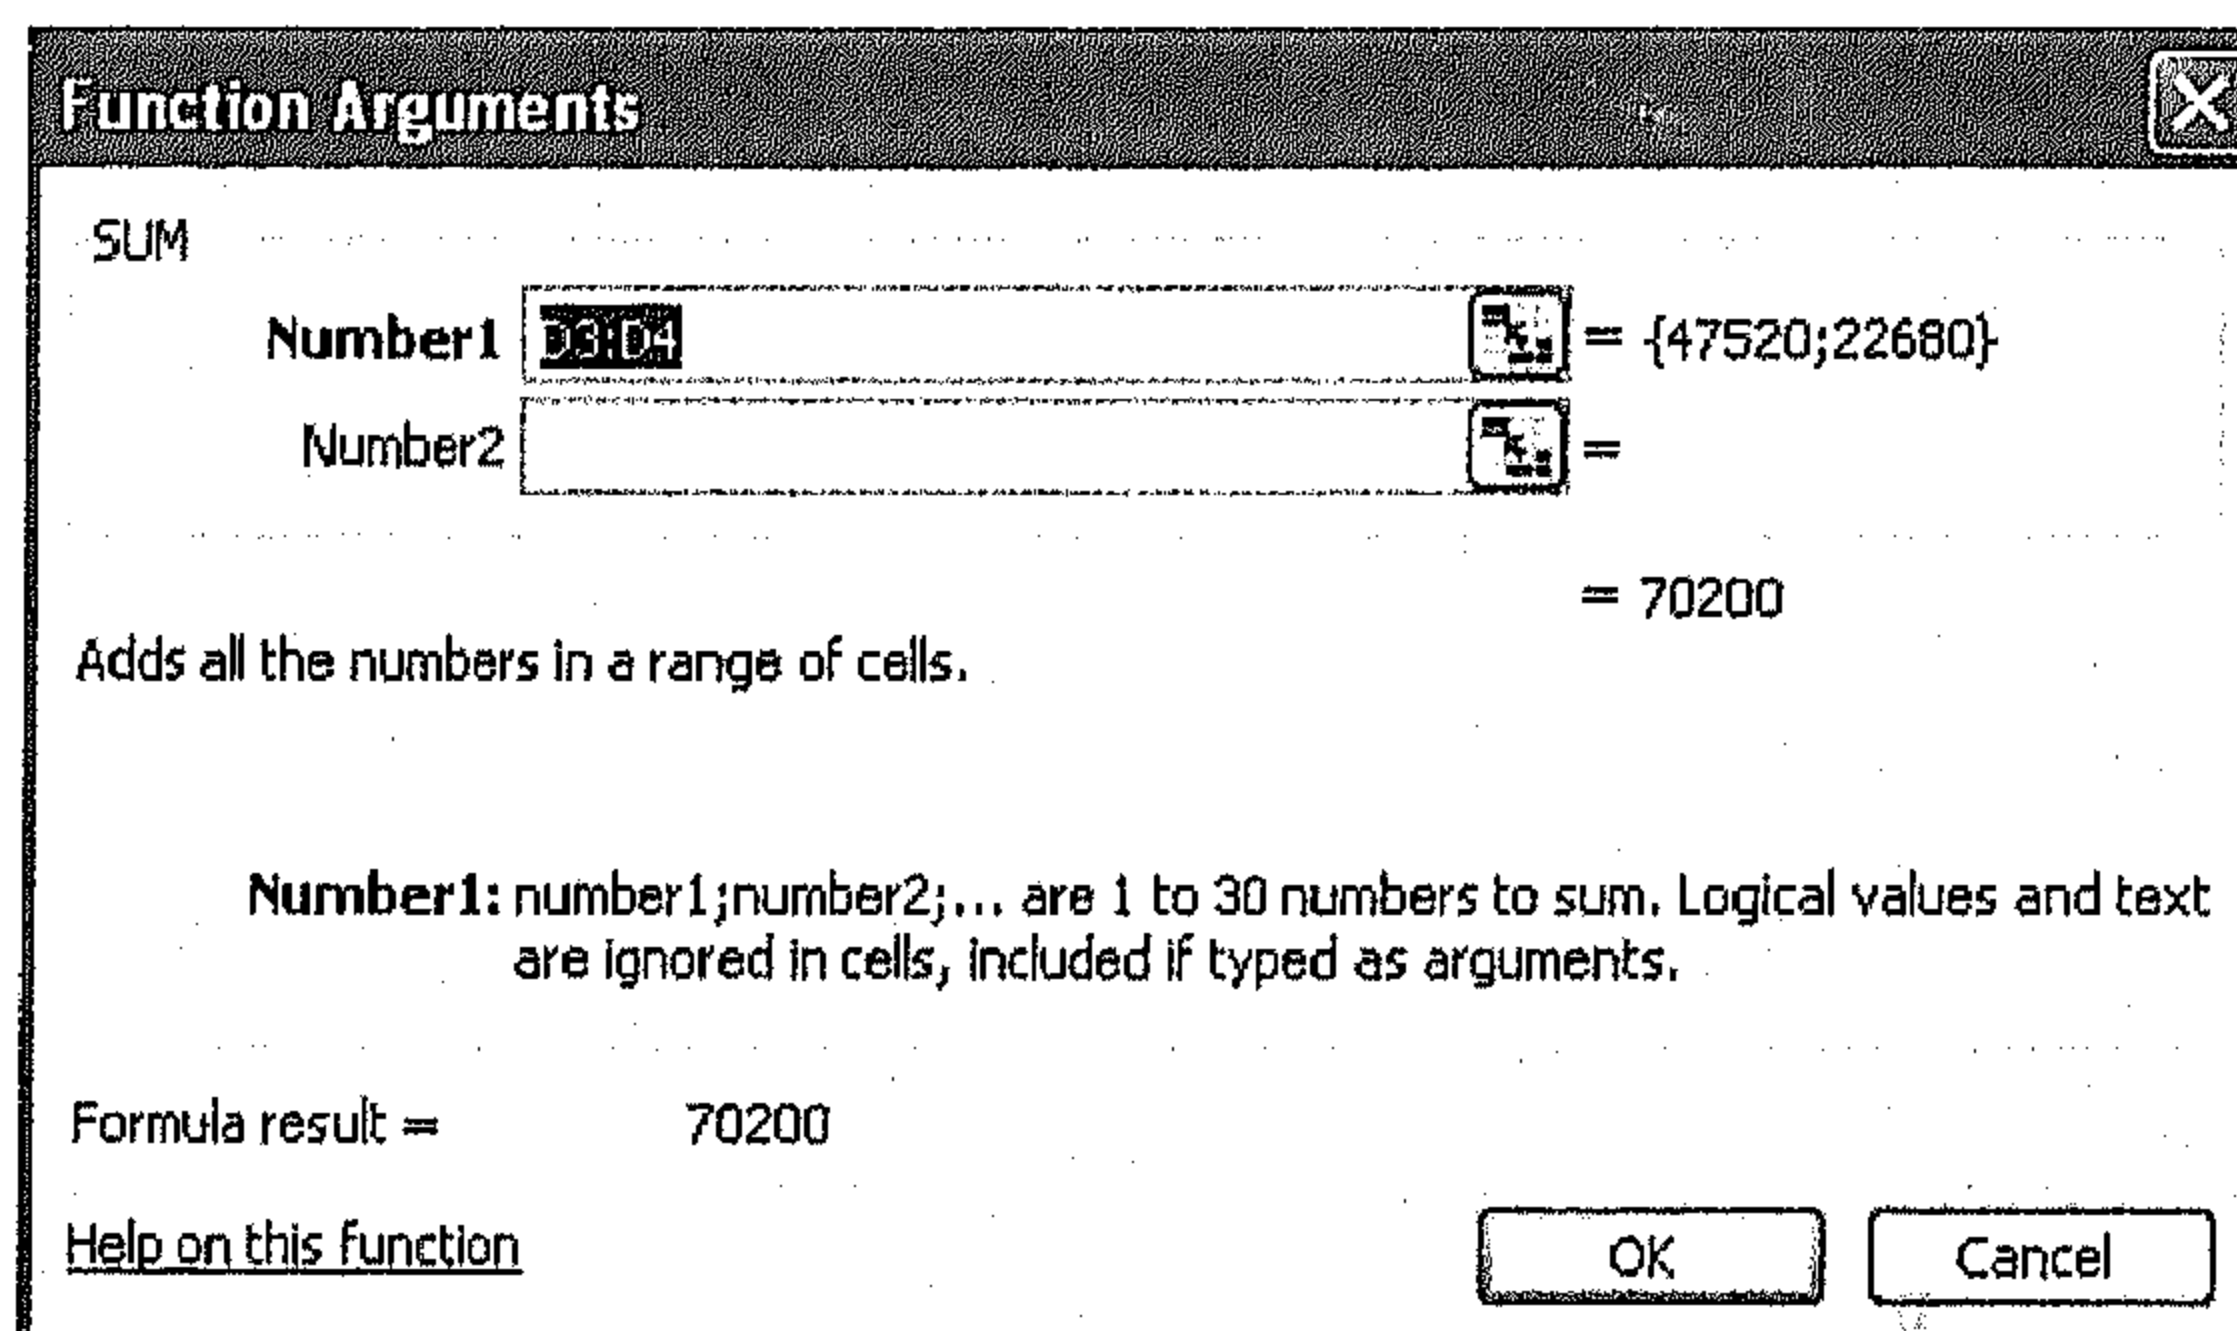 Function Arguments
SUM
Number1 D3:D4 = {47520;22680}
Number2 =
= 70200
Adds all the numbers in a range of cells.
Number1: number1;number2;... are 1 to 30 numbers to sum. Logical values and text
are ignored in cells, included if typed as arguments.
Formula result = 70200
Help on this function
OK Cancel